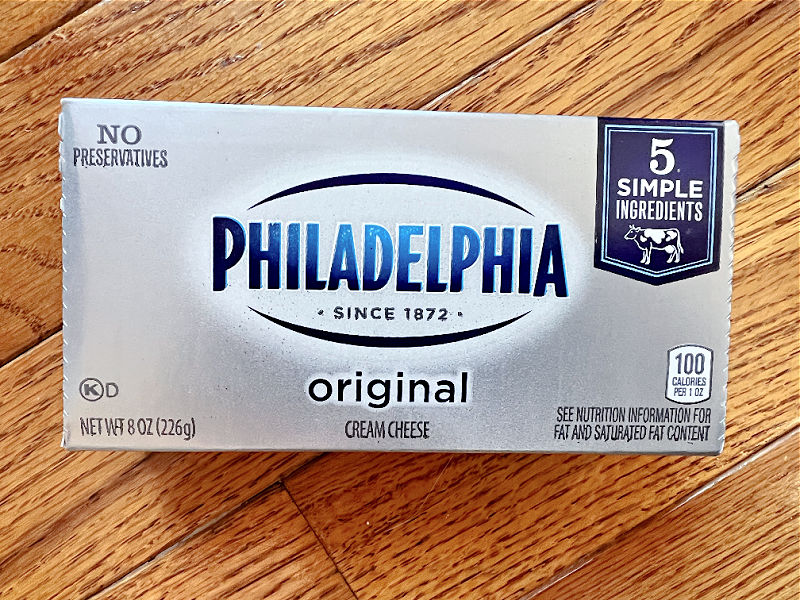 NO
PRESERVATIVES
5
SIMPLE
INGREDIENTS
PHILADELPHIA
• SINCE 1872 •
original
CREAM CHEESE
K D
NET WT 8 OZ (226g)
100
CALORIES
PER 1 OZ
SEE NUTRITION INFORMATION FOR
FAT AND SATURATED FAT CONTENT